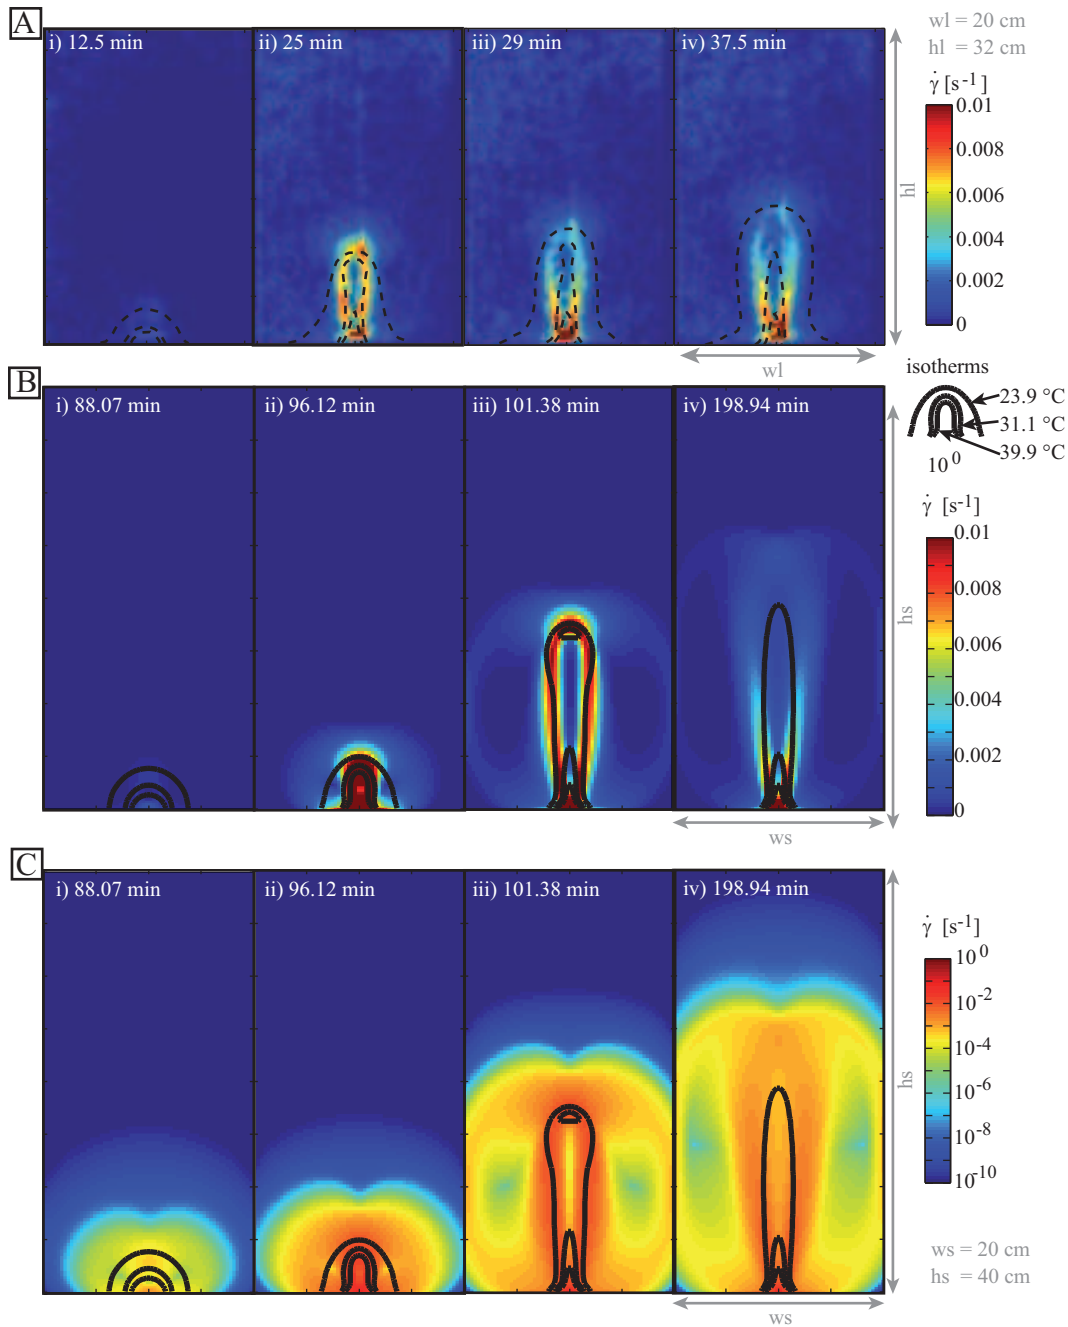 A
i) 12.5 min
ii) 25 min
iii) 29 min
iv) 37.5 min
wl = 20 cm
hl = 32 cm
γ̇ [s-1]
0.01
0.008
0.006
0.004
0.002
0
hl
wl
B
i) 88.07 min
ii) 96.12 min
iii) 101.38 min
iv) 198.94 min
isotherms
23.9 °C
31.1 °C
39.9 °C
10 0
γ̇ [s-1]
0.01
0.008
0.006
0.004
0.002
0
hs
ws
C
i) 88.07 min
ii) 96.12 min
iii) 101.38 min
iv) 198.94 min
γ̇ [s-1]
10 0
10 -2
10 -4
10 -6
10 -8
10 -10
hs
ws = 20 cm
hs = 40 cm
ws